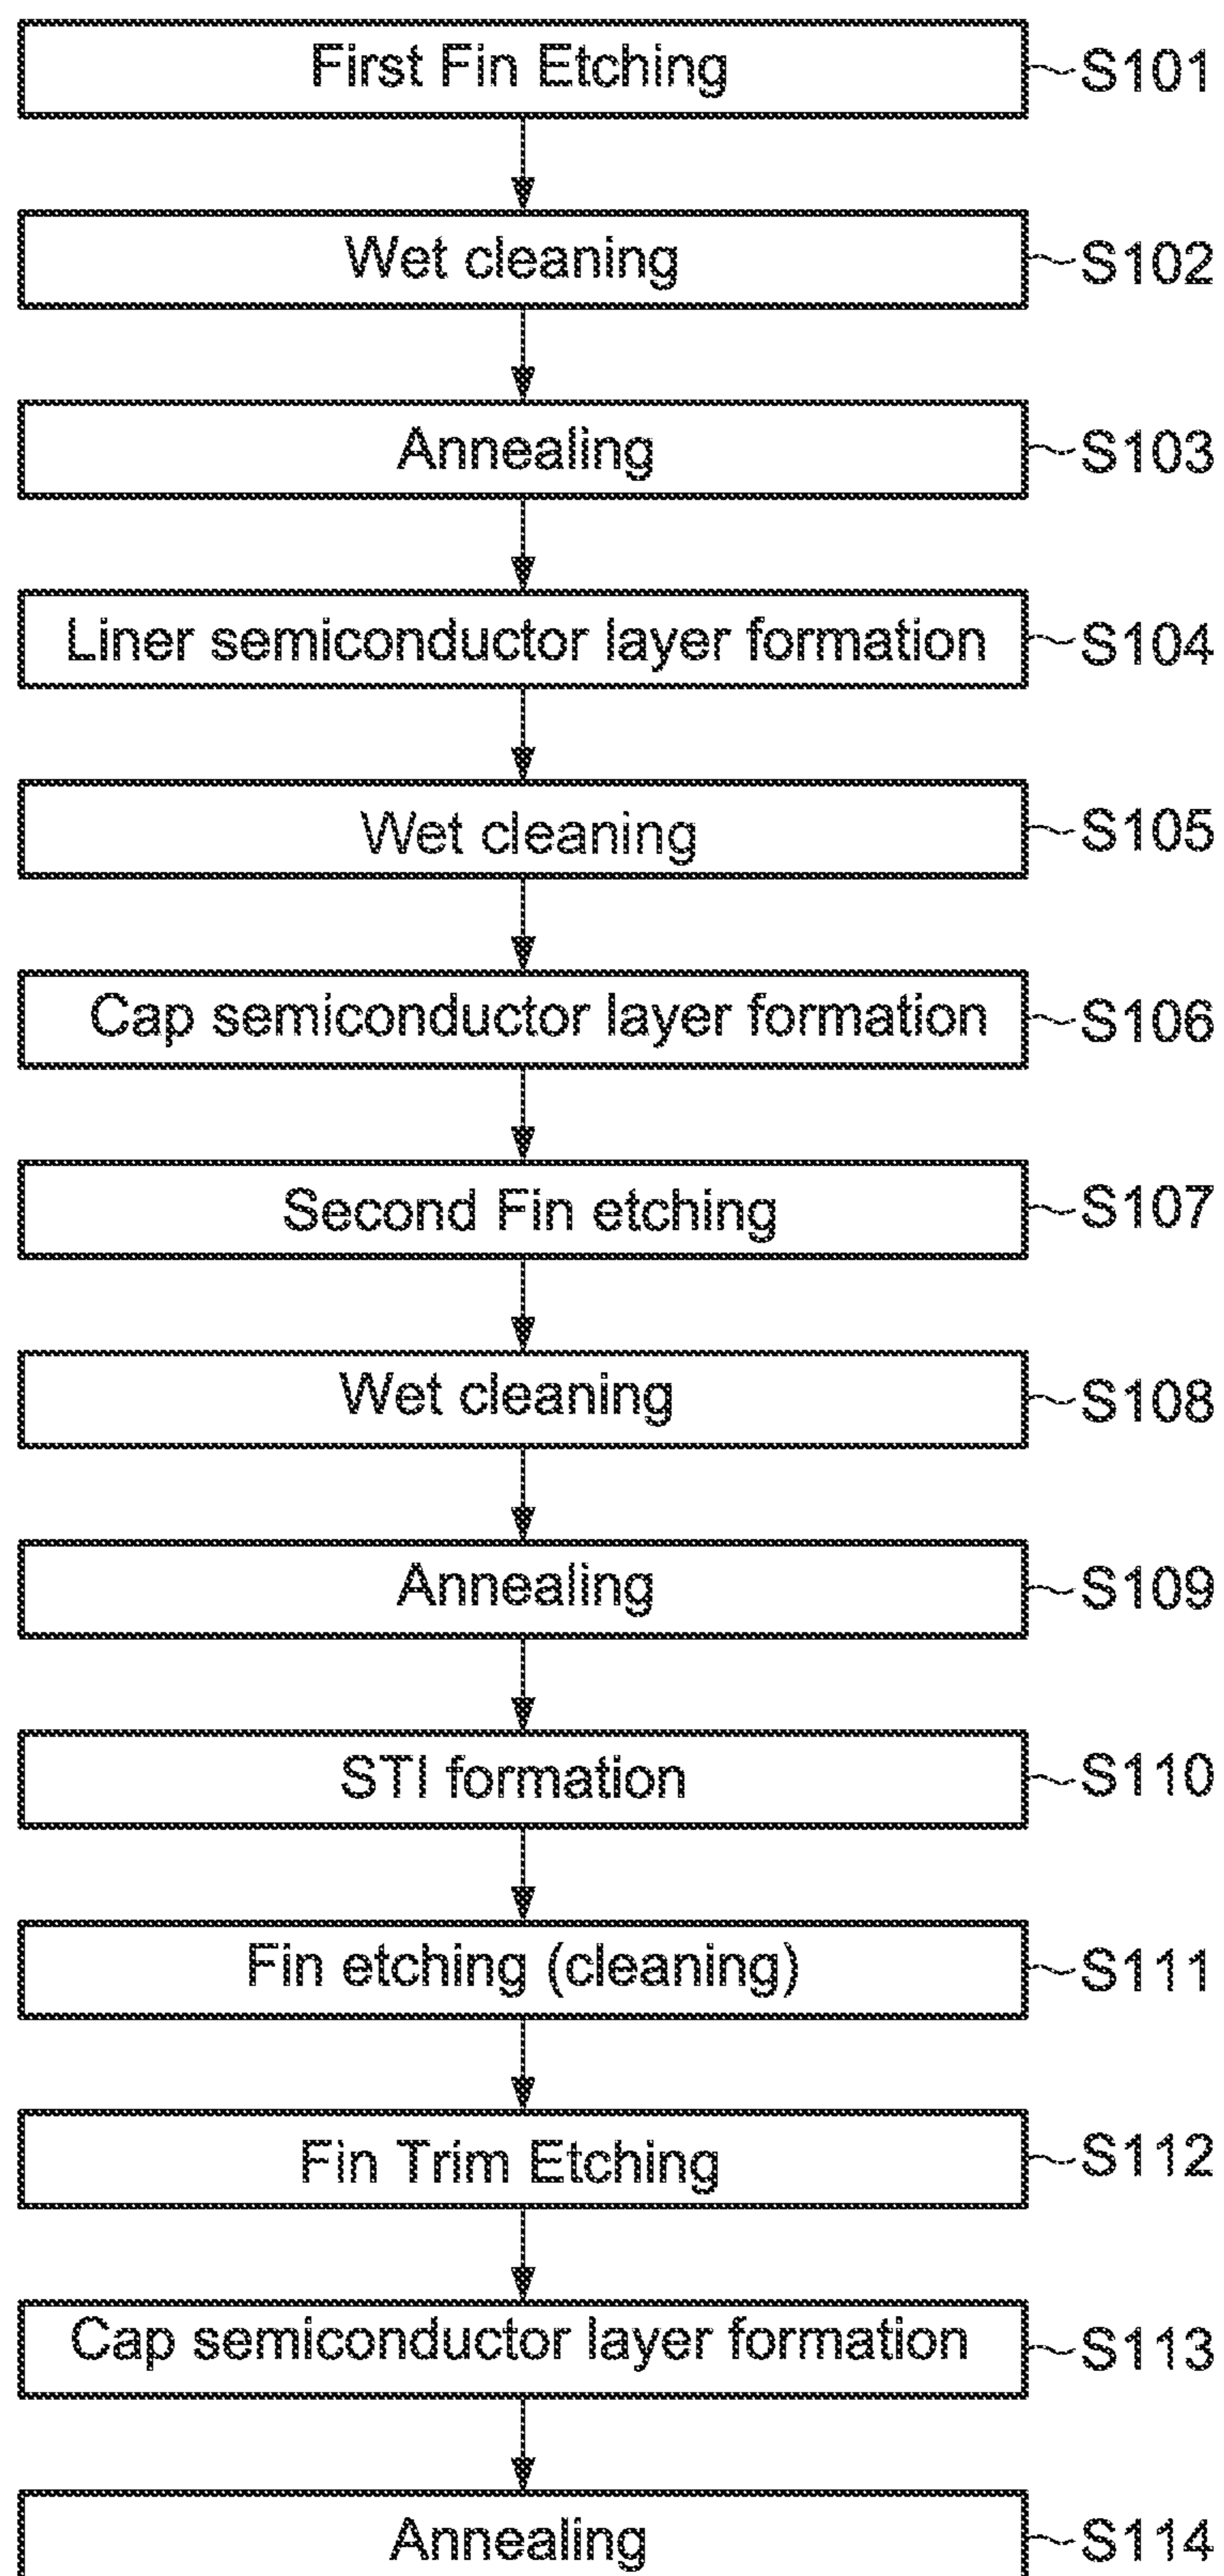 First Fin Etching S101
Wet cleaning S102
Annealing S103
Liner semiconductor layer formation S104
Wet cleaning S105
Cap semiconductor layer formation S106
Second Fin etching S107
Wet cleaning S108
Annealing S109
STI formation S110
Fin etching (cleaning) S111
Fin Trim Etching S112
Cap semiconductor layer formation S113
Annealing S114